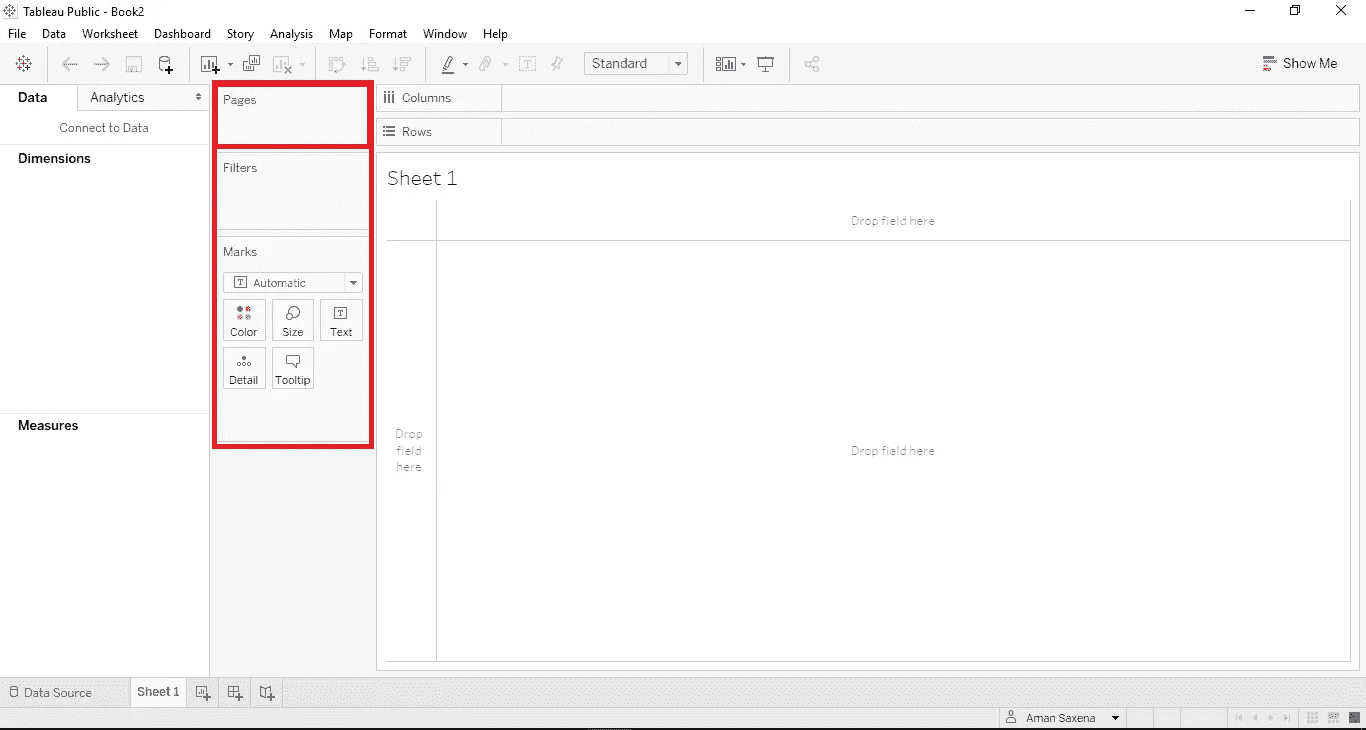 Tableau Public - Book2
File Data Worksheet Dashboard Story Analysis Map Format Window Help
Standard
Show Me
Data Analytics
Connect to Data
Dimensions
Measures
Pages
Filters
Marks
Automatic
Color Size Text
Detail Tooltip
Columns
Rows
Sheet 1
Drop field here
Drop
field
here
Drop field here
Data Source Sheet 1
Aman Saxena